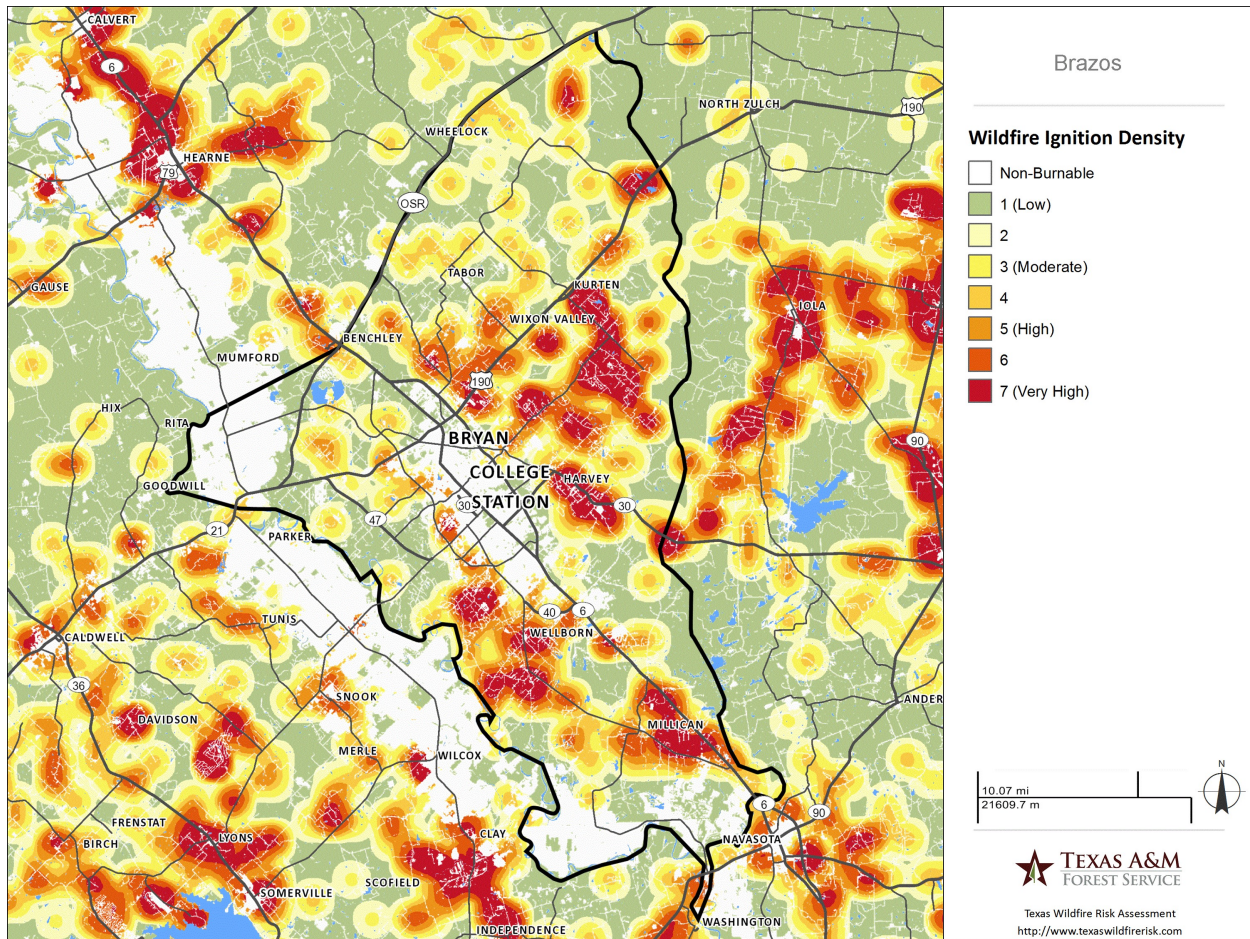 CALVERT
6
HEARNE
79
WHEELOCK
OSR
NORTH ZULCH
190
GAUSE
TABOR
KURTEN
IOLA
WIXON VALLEY
BENCHLEY
MUMFORD
190
HIX
RITA
BRYAN
90
COLLEGE
STATION
HARVEY
GOODWILL
30
30
47
21
PARKER
TUNIS
40
6
WELLBORN
CALDWELL
36
SNOOK
ANDER
DAVIDSON
MILLICAN
MERLE
WILCOX
6
90
FRENSTAT
BIRCH
LYONS
CLAY
NAVASOTA
SCOFIELD
SOMERVILLE
INDEPENDENCE
WASHINGTON
Brazos
Wildfire Ignition Density
Non-Burnable
1 (Low)
2
3 (Moderate)
4
5 (High)
6
7 (Very High)
N
10.07 mi
21609.7 m
TEXAS A&M
FOREST SERVICE
Texas Wildfire Risk Assessment
http://www.texaswildfirerisk.com